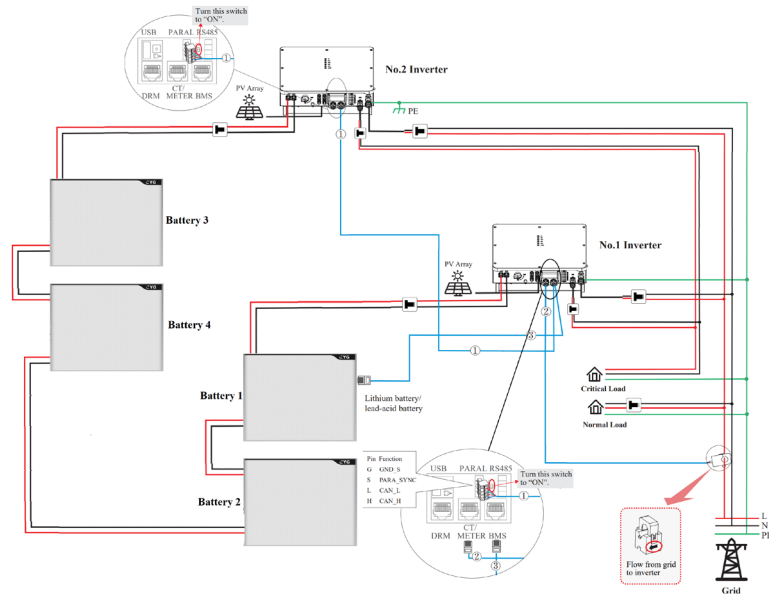 Turn this switch
to "ON".
USB PARAL RS485
①
CT/
DRM METER BMS
PV Array
No.2 Inverter
PE
①
Battery 3
No.1 Inverter
PV Array
②
③
①
Battery 4
Battery 1
Lithium battery/
lead-acid battery
Critical Load
Normal Load
Pin Function
G GND_S
S PARA_SYNC
L CAN_L
H CAN_H
USB PARAL RS485
Turn this switch
to "ON".
①
CT/
DRM METER BMS
②
③
Battery 2
Flow from grid
to inverter
L
N
PE
Grid